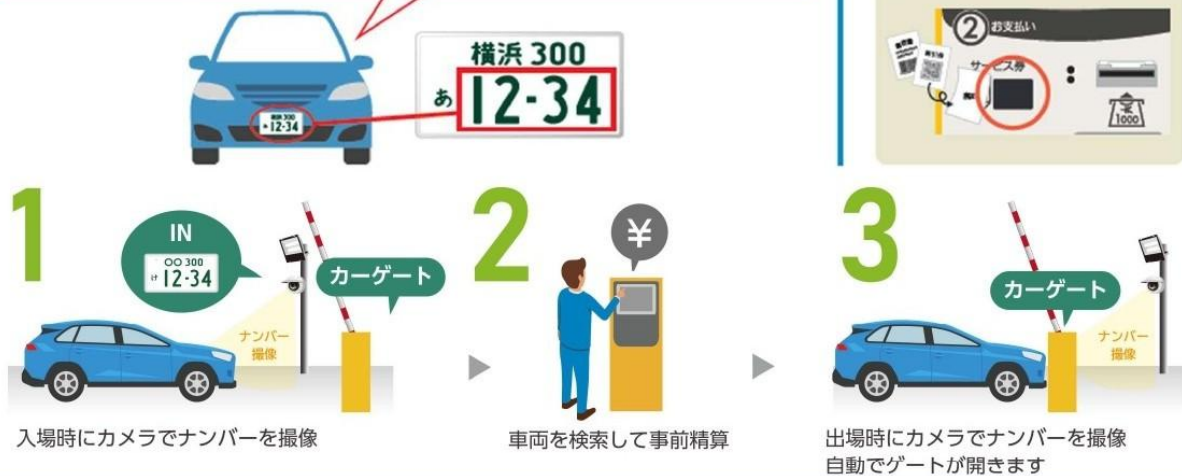 横浜 300
あ 12-34
横浜 300
12-34
② お支払い
サービス券
1000
1
IN
○○ 300
け 12-34
カーゲート
ナンバー
撮像
入場時にカメラでナンバーを撮像
2
¥
車両を検索して事前精算
3
カーゲート
ナンバー
撮像
出場時にカメラでナンバーを撮像
自動でゲートが開きます